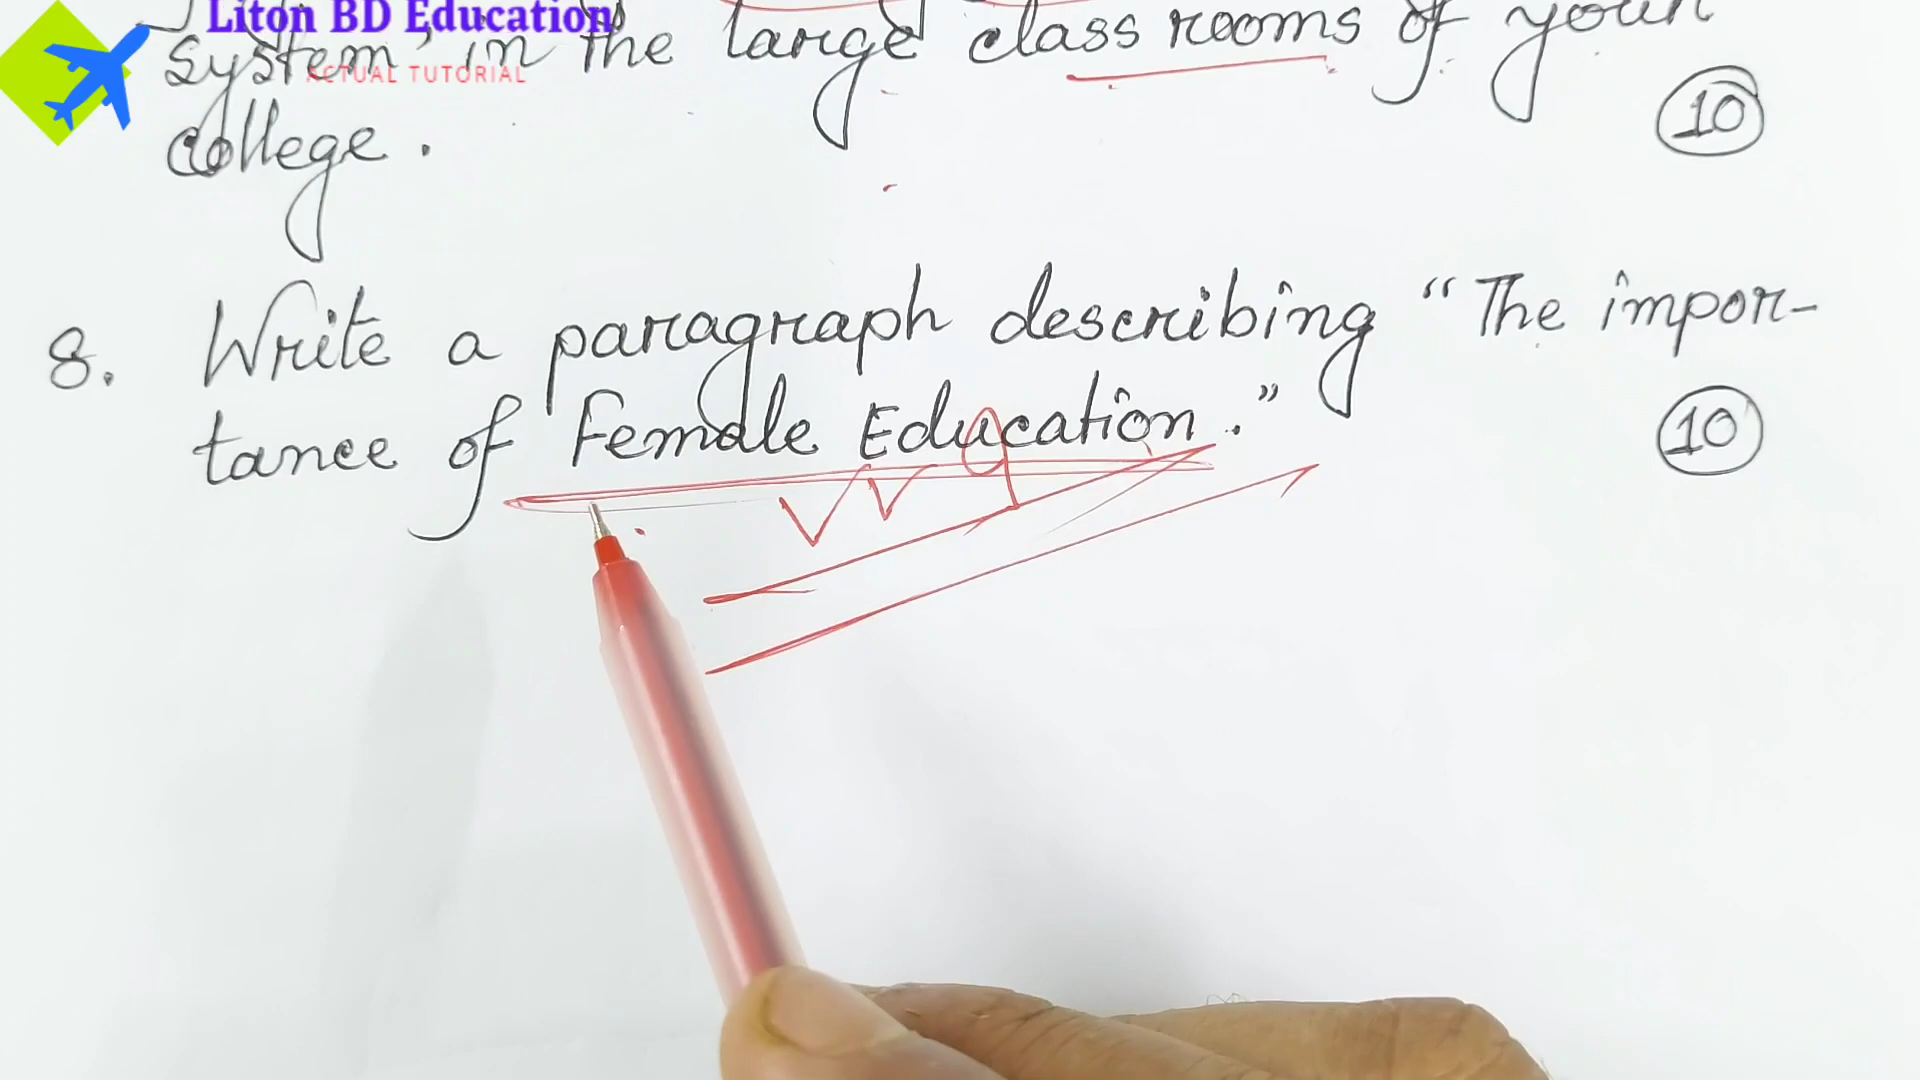 Liton BD Education
ACTUAL TUTORIAL
system' in the large class rooms of your
college.
10
8. Write a paragraph describing "The impor-
tance of Female Education."
10